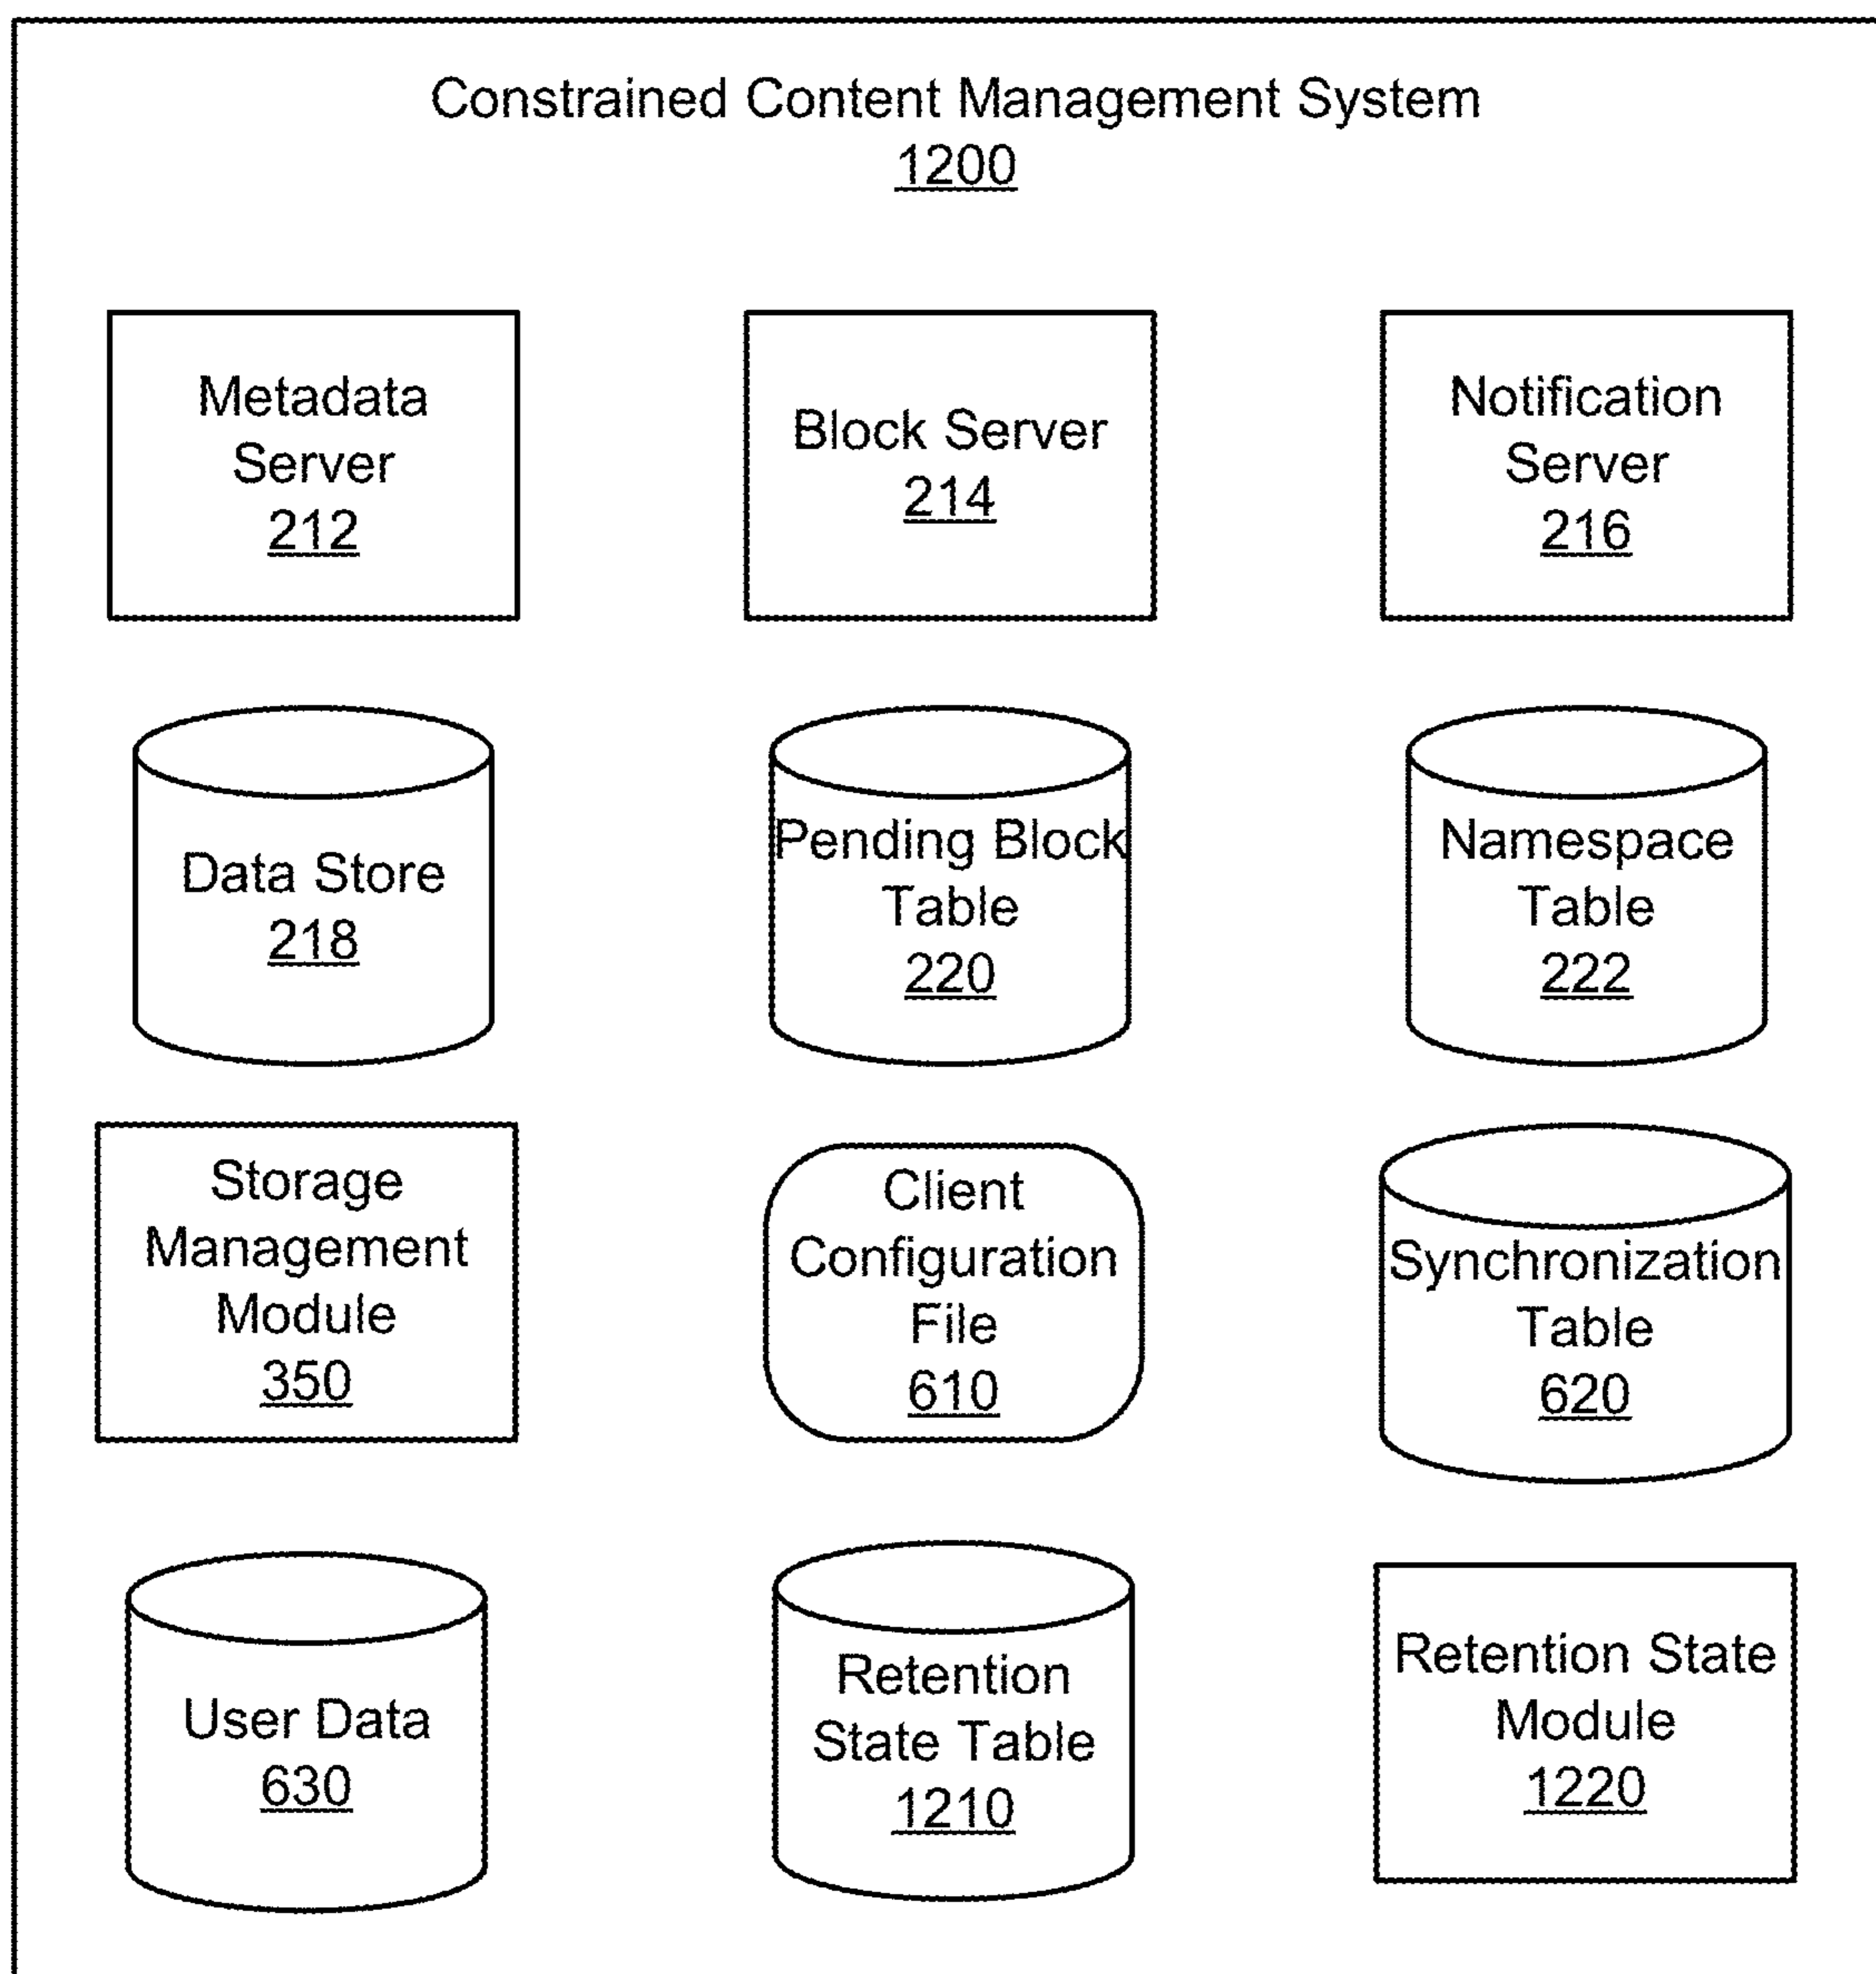 Constrained Content Management System
1200
Metadata
Server
212
Block Server
214
Notification
Server
216
Data Store
218
Pending Block
Table
220
Namespace
Table
222
Storage
Management
Module
350
Client
Configuration
File
610
Synchronization
Table
620
User Data
630
Retention
State Table
1210
Retention State
Module
1220